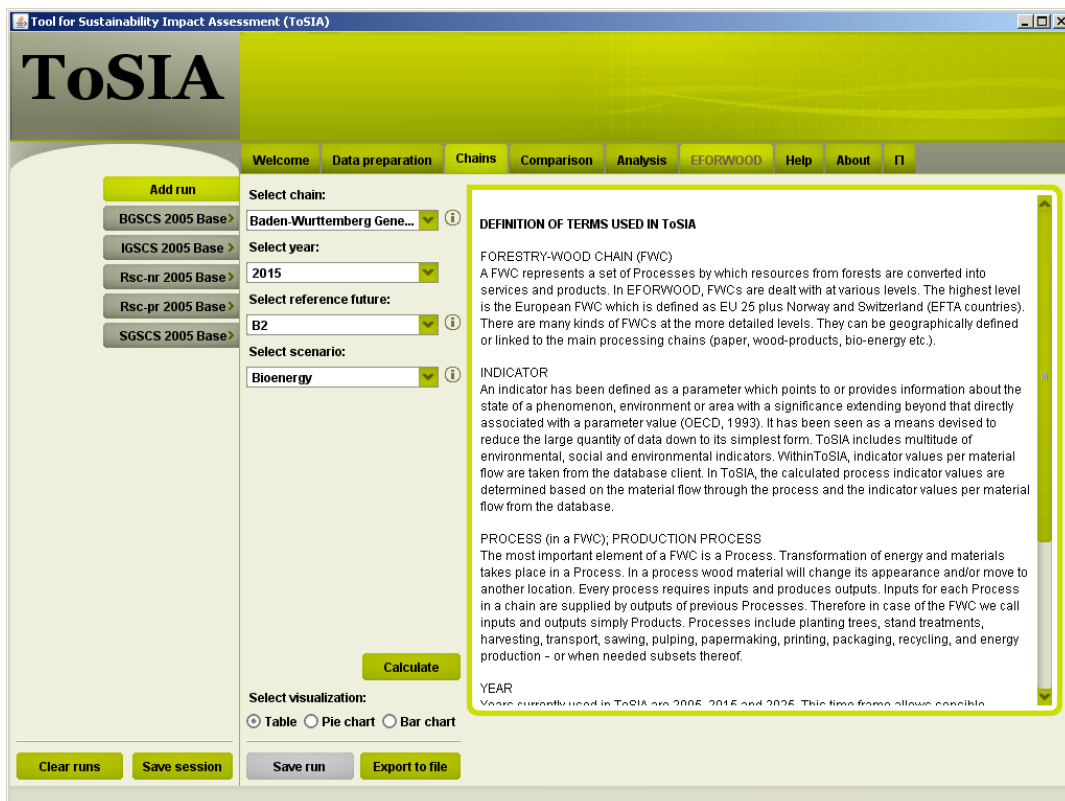 Tool for Sustainability Impact Assessment (ToSIA)
ToSIA
Welcome
Data preparation
Chains
Comparison
Analysis
EFORWOOD
Help
About
Π
Add run
BGSCS 2005 Base>
IGSCS 2005 Base >
Rsc-nr 2005 Base>
Rsc-pr 2005 Base>
SGSCS 2005 Base>
Select chain:
Baden-Wurttemberg Gene...
Select year:
2015
Select reference future:
B2
Select scenario:
Bioenergy
Calculate
Select visualization:
Table
Pie chart
Bar chart
Clear runs
Save session
Save run
Export to file
DEFINITION OF TERMS USED IN ToSIA
FORESTRY-WOOD CHAIN (FWC)
A FWC represents a set of Processes by which resources from forests are converted into
services and products. In EFORWOOD, FWCs are dealt with at various levels. The highest level
is the European FWC which is defined as EU 25 plus Norway and Switzerland (EFTA countries).
There are many kinds of FWCs at the more detailed levels. They can be geographically defined
or linked to the main processing chains (paper, wood-products, bio-energy etc.).
INDICATOR
An indicator has been defined as a parameter which points to or provides information about the
state of a phenomenon, environment or area with a significance extending beyond that directly
associated with a parameter value (OECD, 1993). It has been seen as a means devised to
reduce the large quantity of data down to its simplest form. ToSIA includes multitude of
environmental, social and environmental indicators. WithinToSIA, indicator values per material
flow are taken from the database client. In ToSIA, the calculated process indicator values are
determined based on the material flow through the process and the indicator values per material
flow from the database.
PROCESS (in a FWC); PRODUCTION PROCESS
The most important element of a FWC is a Process. Transformation of energy and materials
takes place in a Process. In a process wood material will change its appearance and/or move to
another location. Every process requires inputs and produces outputs. Inputs for each Process
in a chain are supplied by outputs of previous Processes. Therefore in case of the FWC we call
inputs and outputs simply Products. Processes include planting trees, stand treatments,
harvesting, transport, sawing, pulping, papermaking, printing, packaging, recycling, and energy
production – or when needed subsets thereof.
YEAR
Years currently used in ToSIA are 2005, 2015 and 2025. This time frame allows sensible